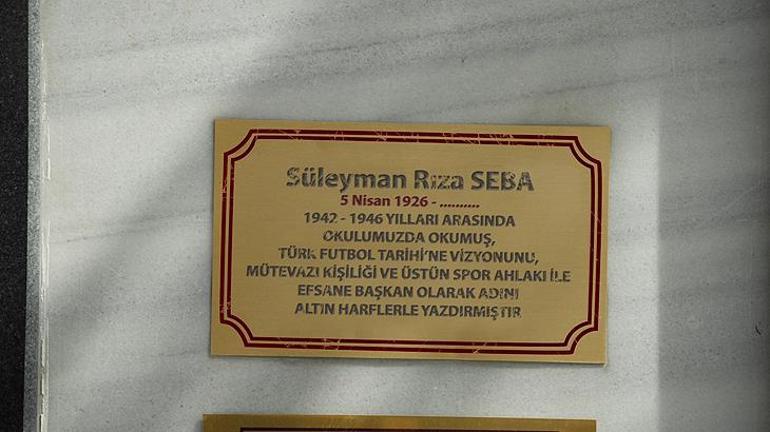 Süleyman Rıza SEBA
5 Nisan 1926 - ..........
1942 - 1946 YILLARI ARASINDA
OKULUMUZDA OKUMUŞ,
TÜRK FUTBOL TARİHİ'NE VİZYONUNU,
MÜTEVAZI KİŞİLİĞİ VE ÜSTÜN SPOR AHLAKI İLE
EFSANE BAŞKAN OLARAK ADINI
ALTIN HARFLERLE YAZDIRMIŞTIR